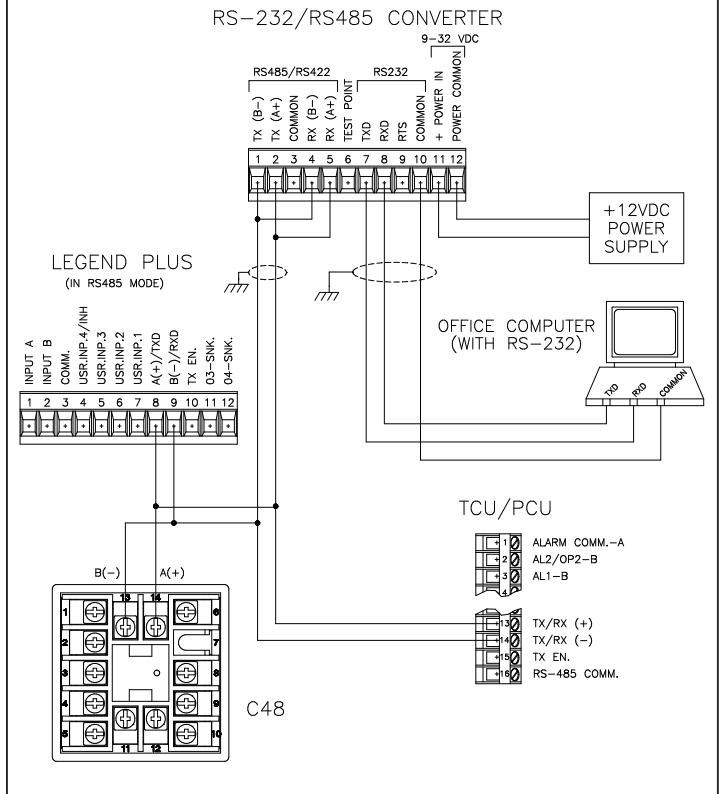 RS-232/RS485 CONVERTER
9-32 VDC
RS485/RS422
RS232
TX (B-)
TX (A+)
COMMON
RX (B-)
RX (A+)
TEST POINT
TXD
RXD
RTS
COMMON
+ POWER IN
POWER COMMON
1 2 3 4 5 6 7 8 9 10 11 12
+12VDC
POWER
SUPPLY
LEGEND PLUS
(IN RS485 MODE)
INPUT A
INPUT B
COMM.
USR.INP.4/INH
USR.INP.3
USR.INP.2
USR.INP.1
A(+)/TXD
B(-)/RXD
TX EN.
03-SNK.
04-SNK.
1 2 3 4 5 6 7 8 9 10 11 12
OFFICE COMPUTER
(WITH RS-232)
TXD
RXD
COMMON
TCU/PCU
1 ALARM COMM.-A
2 AL2/OP2-B
3 AL1-B
4
13 TX/RX (+)
14 TX/RX (-)
15 TX EN.
16 RS-485 COMM.
B(-)
A(+)
13
14
1
2
3
4
5
6
7
8
9
10
11
12
C48